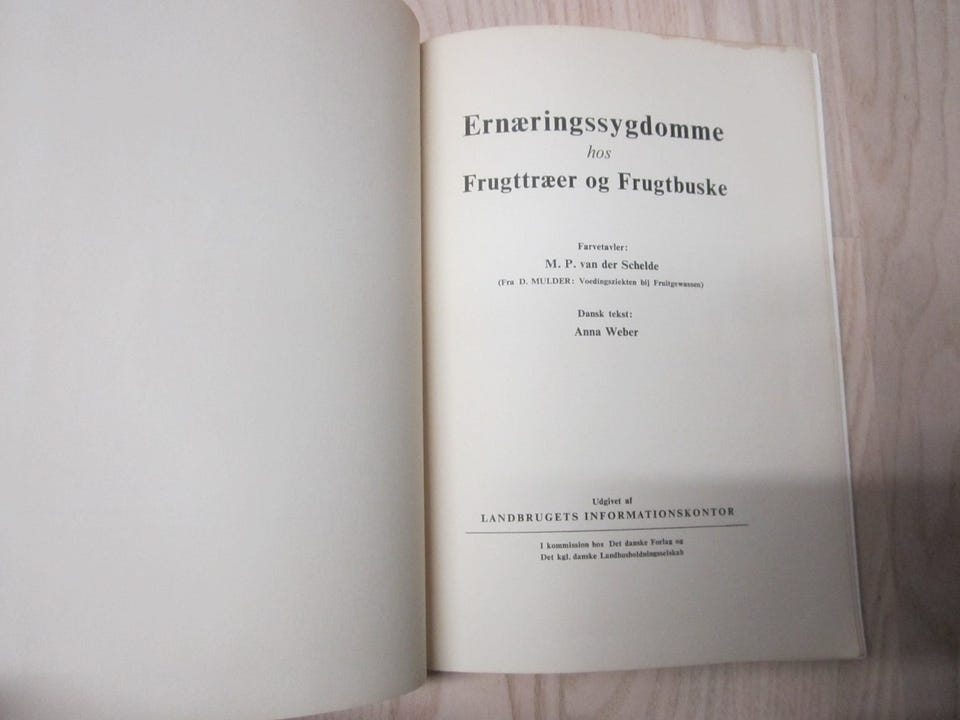 Ernæringssygdomme
hos
Frugttræer og Frugtbuske
Farvetavler:
M. P. van der Schelde
(Fra D. MULDER: Voedingsziekten bij Fruitgewassen)
Dansk tekst:
Anna Weber
Udgivet af
LANDBRUGETS INFORMATIONSKONTOR
I kommission hos Det danske Forlag og
Det kgl. danske Landhusholdningsselskab